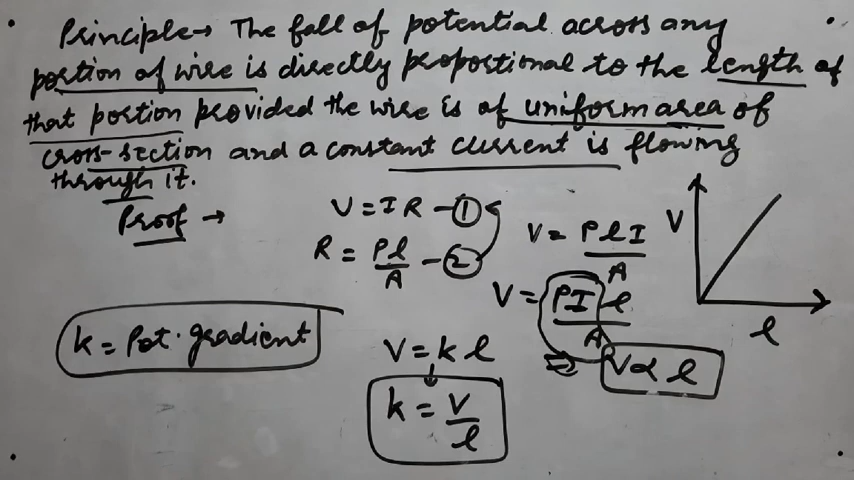 Principle → The fall of potential across any
portion of wire is directly proportional to the length of
that portion provided the wire is of uniform area of
cross-section and a constant current is flowing
through it.
Proof →
V = IR - ①
R = ρl/A - ②
V = ρlI/A
V = ρI l/A
V ∝ l
V
l
k = Pot. gradient
V = k l
k = V/l